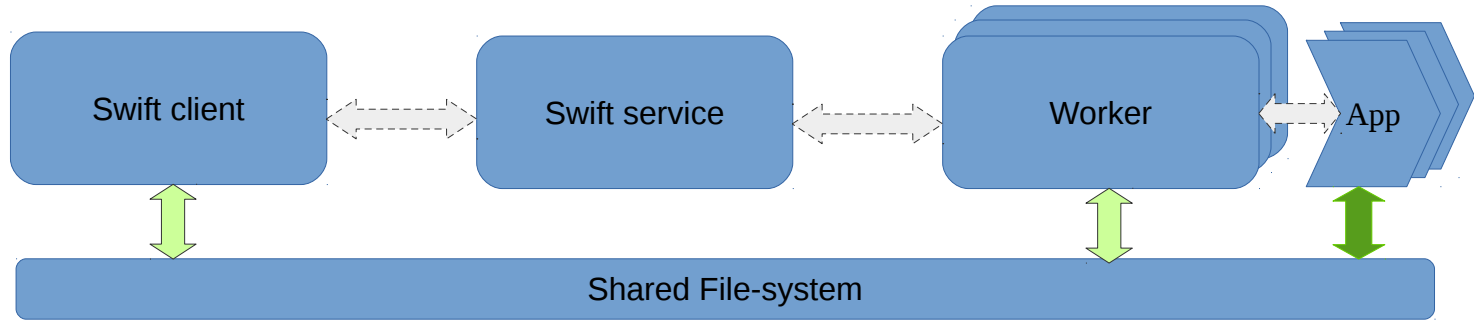 Swift client
Swift service
Worker
App
Shared File-system